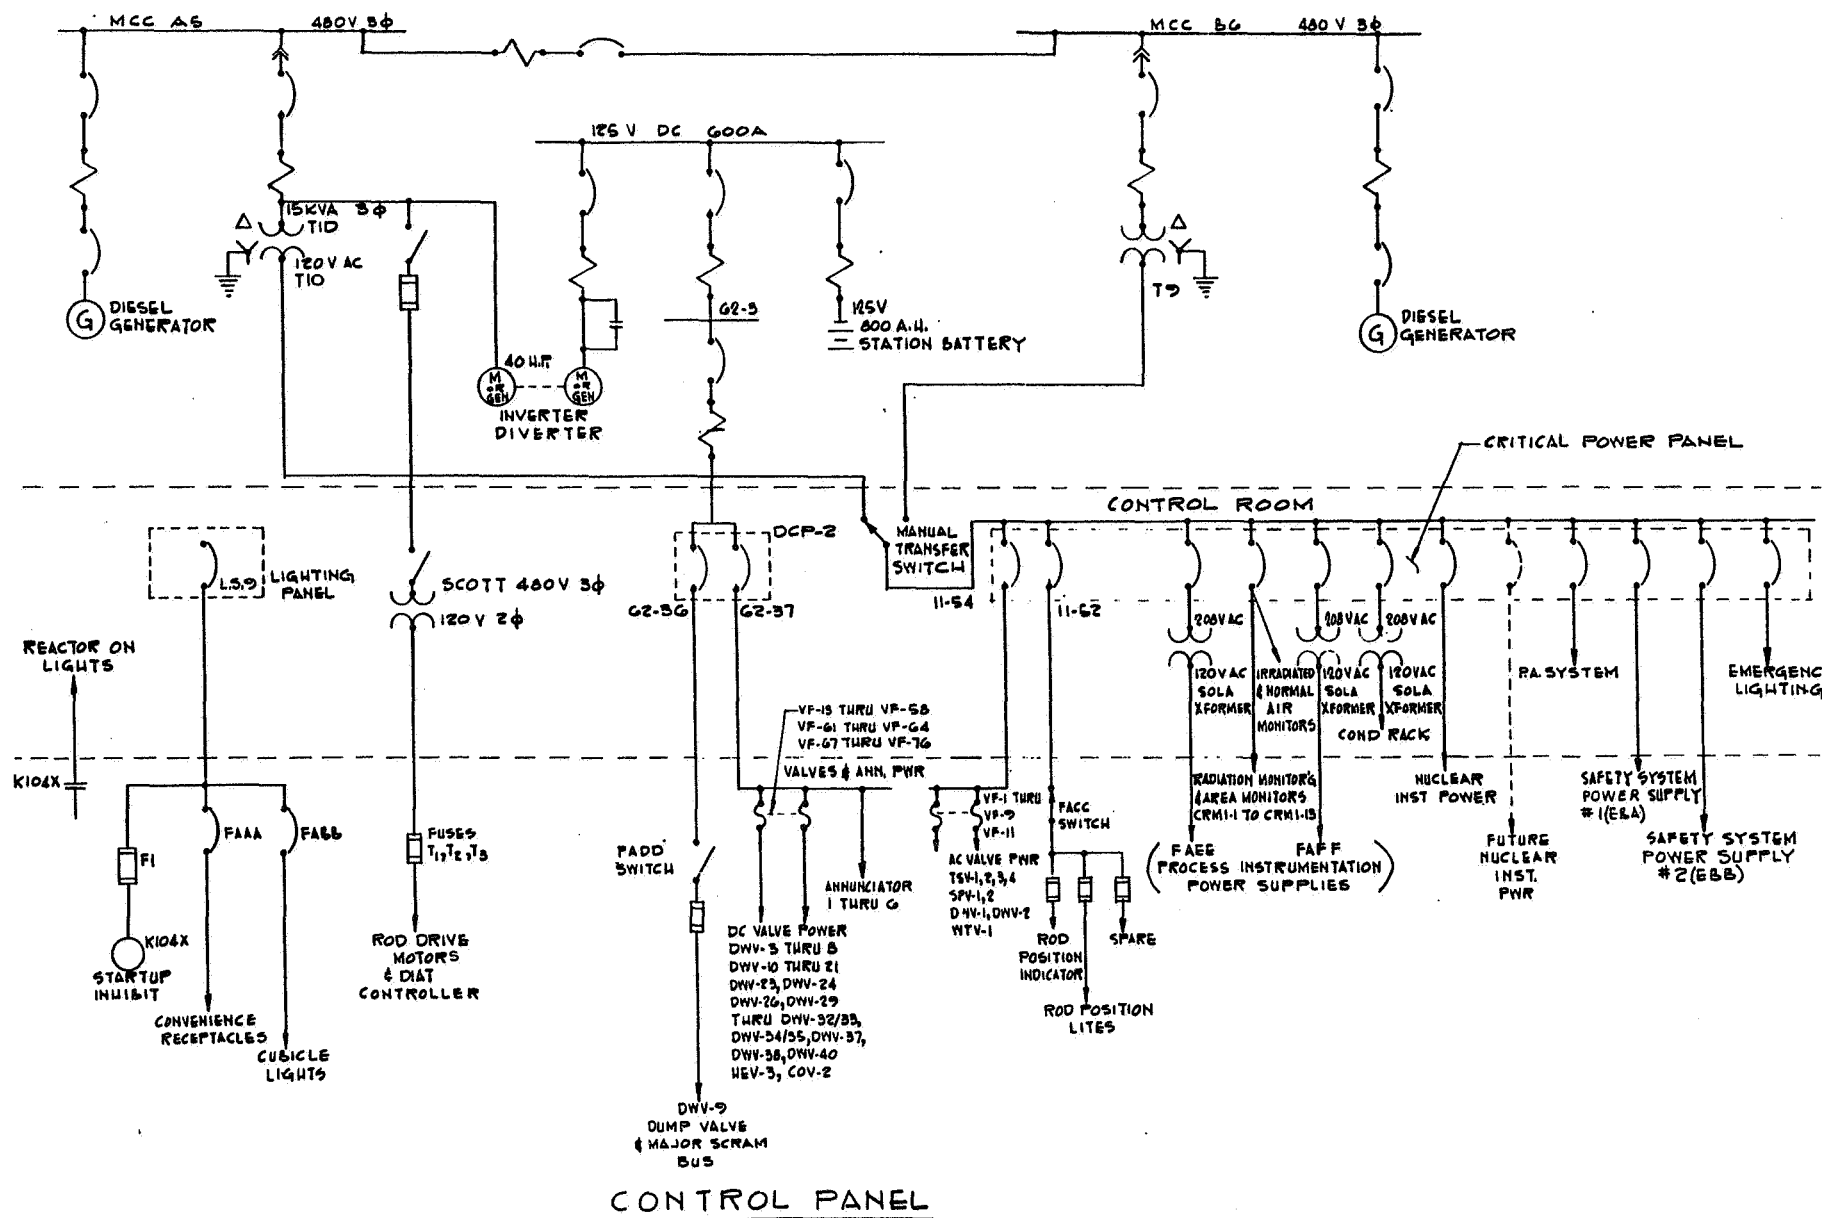 MCC A5 480V 3ϕ
MCC B6 480 V 3ϕ
125 V DC 600A
15KVA 3ϕ
Δ T10
120V AC
T10
Δ
T9
G DIESEL
GENERATOR
62-3
125V
800 A.H.
STATION BATTERY
G DIESEL
GENERATOR
40 H.P.
M
OR
GEN
M
OR
GEN
INVERTER
DIVERTER
CRITICAL POWER PANEL
CONTROL ROOM
DCP-2
MANUAL
TRANSFER
SWITCH
L.S.9 LIGHTING
PANEL
SCOTT 480V 3ϕ
120V 2ϕ
62-36
62-37
11-54
11-62
REACTOR ON
LIGHTS
208VAC
120VAC
SOLA
XFORMER
IRRADIATED
& NORMAL
AIR
MONITORS
208VAC
120VAC
SOLA
XFORMER
208VAC
120VAC
SOLA
XFORMER
COND RACK
P.A. SYSTEM
EMERGENC
LIGHTING
VF-13 THRU VF-58
VF-61 THRU VF-64
VF-67 THRU VF-76
K104X
VALVES & ANN. PWR
RADIATION MONITOR'G
& AREA MONITORS
CRM1-1 TO CRM1-13
NUCLEAR
INST POWER
SAFETY SYSTEM
POWER SUPPLY
#1(EBA)
F1
FAAA
FABB
FUSES
T1,T2,T3
PADD
SWITCH
VF-1 THRU
VF-9
VF-11
FACC
SWITCH
ANNUNCIATOR
1 THRU 6
AC VALVE PWR
TSV-1,2,3,4
SPV-1,2
DWV-1, DWV-2
WTV-1
FAEE FAFF
(PROCESS INSTRUMENTATION)
POWER SUPPLIES
FUTURE
NUCLEAR
INST.
PWR
SAFETY SYSTEM
POWER SUPPLY
#2(EBB)
K104X
STARTUP
INHIBIT
ROD DRIVE
MOTORS
& DIAT
CONTROLLER
DC VALVE POWER
DWV-3 THRU 8
DWV-10 THRU 21
DWV-23, DWV-24
DWV-26, DWV-29
THRU DWV-32/33,
DWV-34/35, DWV-37,
DWV-38, DWV-40
HEV-3, COV-2
ROD
POSITION
INDICATOR
SPARE
ROD POSITION
LITES
CONVENIENCE
RECEPTACLES
CUBICLE
LIGHTS
DWV-9
DUMP VALVE
& MAJOR SCRAM
BUS
CONTROL PANEL